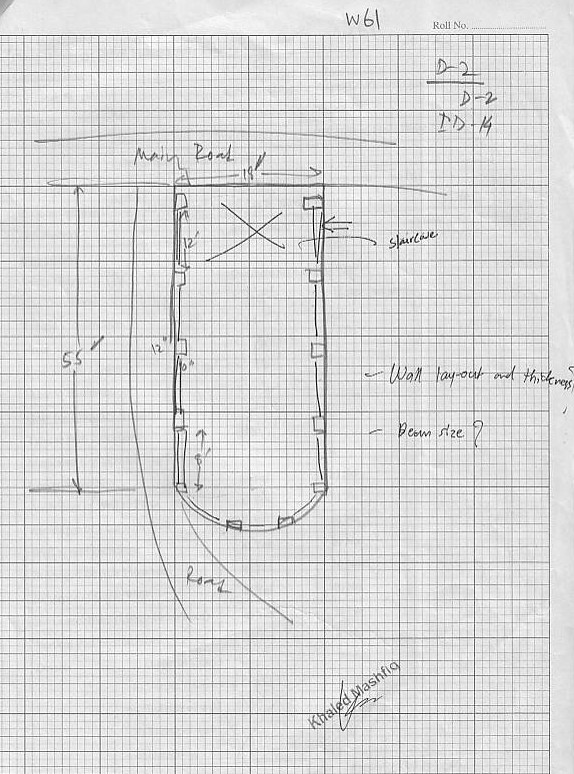 W61
Roll No.
D-2
D-2
ID-14
Main Road
18"
12'
staircase
12"
10"
55'
Wall lay-out and thickness?
Beam size?
8'
Road
Khaled Mashfiq